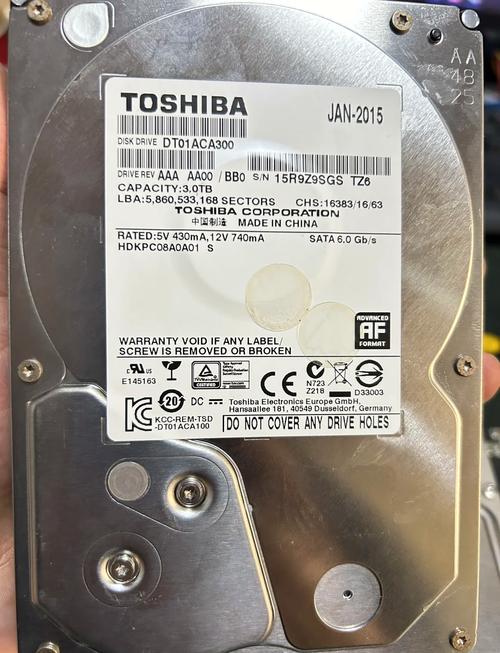 AA
48
25
TOSHIBA
JAN-2015
DISK DRIVE DT01ACA300
DRIVE REV AAA AA00 / BB0 S/N 15R9Z9SGS TZ6
CAPACITY:3.0TB
LBA:5,860,533,168 SECTORS CHS:16383/16/63
TOSHIBA CORPORATION
中国制造 MADE IN CHINA
RATED:5V 430mA,12V 740mA SATA 6.0 Gb/s
HDKPC08A0A01 S
ADVANCED
AF
FORMAT
WARRANTY VOID IF ANY LABEL/
SCREW IS REMOVED OR BROKEN
E145163
CE
N723
Z218
D33003
20
DC
Toshiba Electronics Europe GmbH
Hansaallee 181, 40549 Dusseldorf, Germany
KCC-REM-TSD
-DT01ACA100
DO NOT COVER ANY DRIVE HOLES